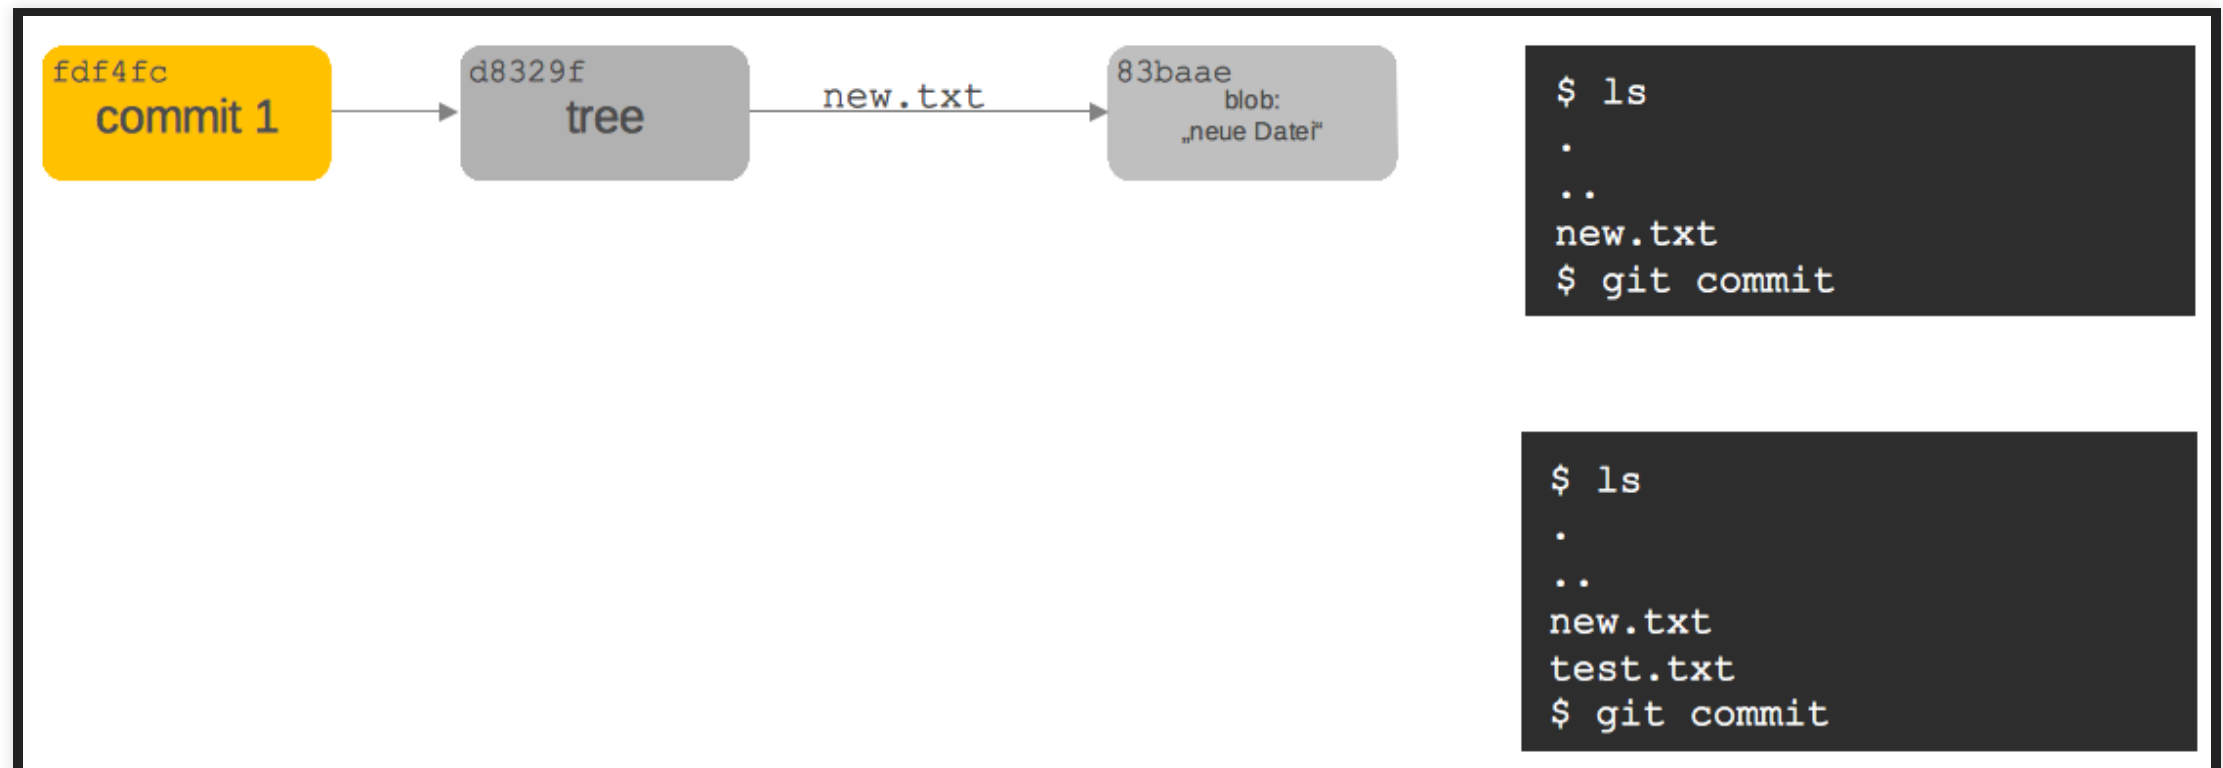 fdf4fc
commit 1
d8329f
tree
new.txt
83baae
blob:
„neue Datei“
$ ls
.
..
new.txt
$ git commit
$ ls
.
..
new.txt
test.txt
$ git commit